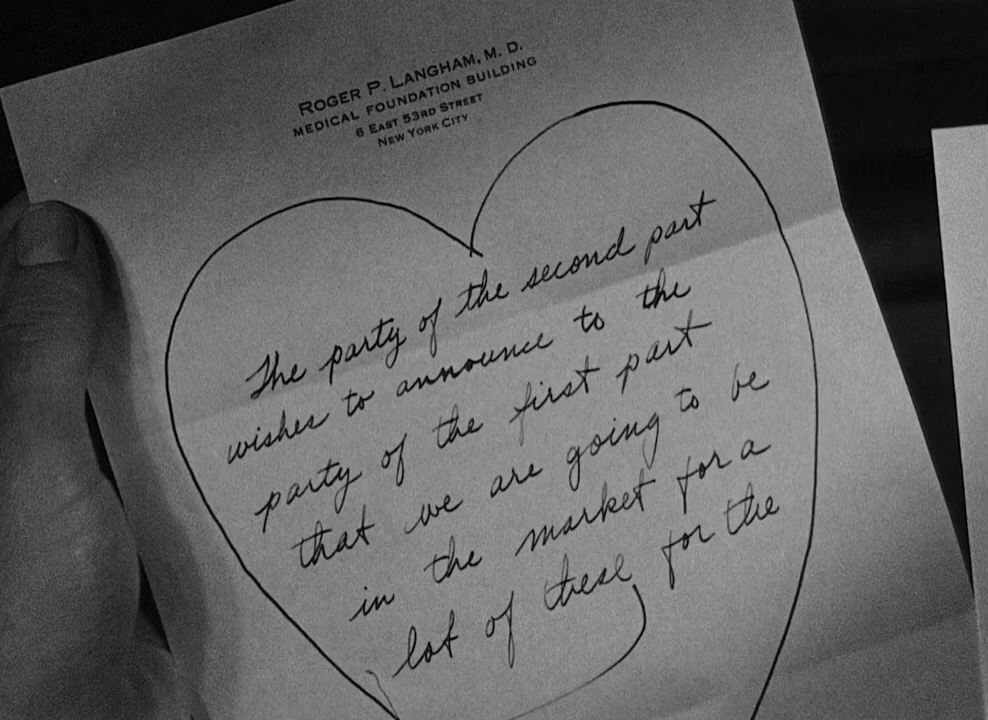 ROGER P. LANGHAM, M. D.
MEDICAL FOUNDATION BUILDING
6 EAST 53RD STREET
NEW YORK CITY
The party of the second part
wishes to announce to the
party of the first part
that we are going to be
in the market for a
lot of these for the